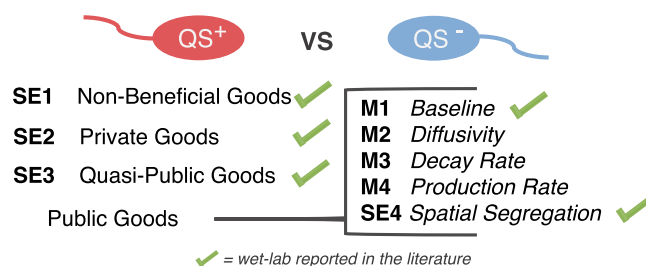 QS+ VS QS-
SE1 Non-Beneficial Goods
SE2 Private Goods
SE3 Quasi-Public Goods
Public Goods
M1 Baseline
M2 Diffusivity
M3 Decay Rate
M4 Production Rate
SE4 Spatial Segregation
= wet-lab reported in the literature